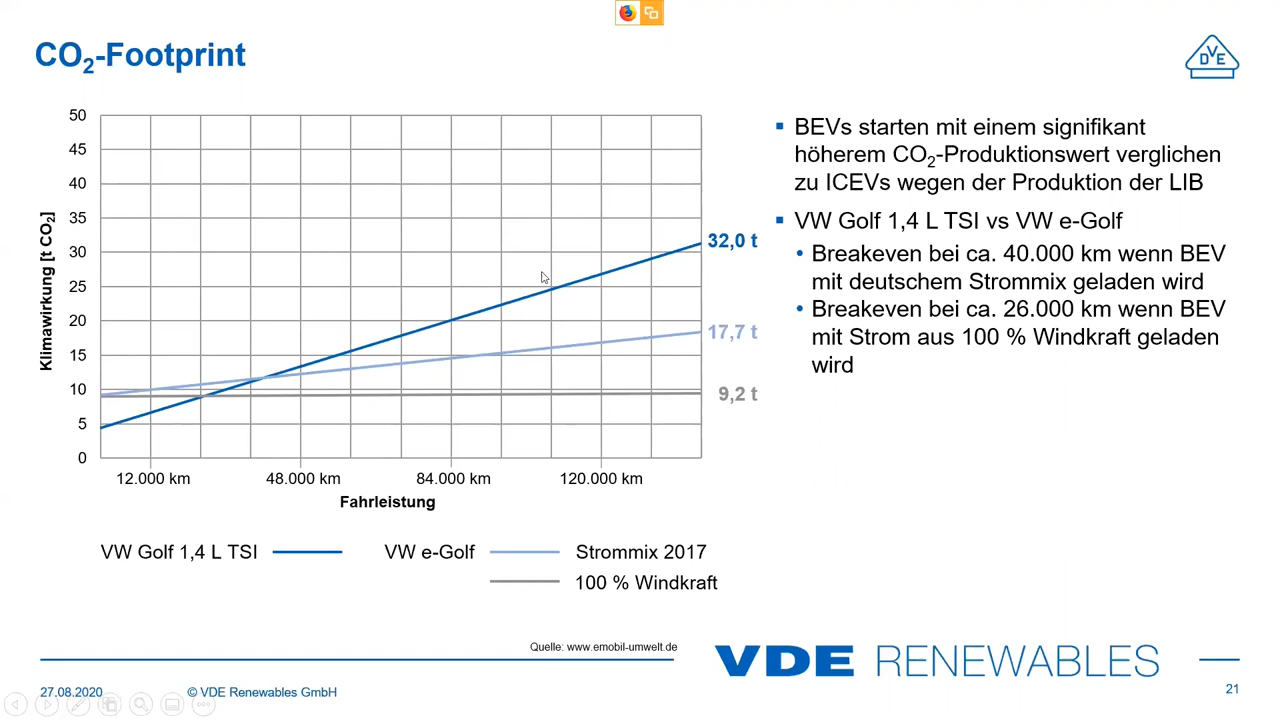 CO₂-Footprint
DVE
50
45
40
35
30
25
20
15
10
5
0
Klimawirkung [t CO₂]
32,0 t
17,7 t
9,2 t
12.000 km
48.000 km
84.000 km
120.000 km
Fahrleistung
VW Golf 1,4 L TSI
VW e-Golf
Strommix 2017
100 % Windkraft
▪ BEVs starten mit einem signifikant
höherem CO₂-Produktionswert verglichen
zu ICEVs wegen der Produktion der LIB
▪ VW Golf 1,4 L TSI vs VW e-Golf
• Breakeven bei ca. 40.000 km wenn BEV
mit deutschem Strommix geladen wird
• Breakeven bei ca. 26.000 km wenn BEV
mit Strom aus 100 % Windkraft geladen
wird
Quelle: www.emobil-umwelt.de
VDE RENEWABLES
27.08.2020
© VDE Renewables GmbH
21